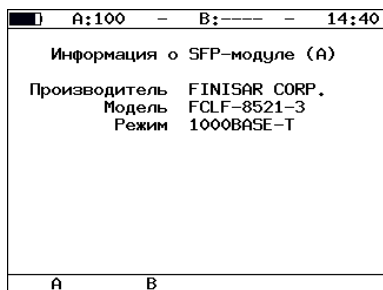 A:100 – B:---- – 14:40
Информация о SFP-модуле (A)
Производитель FINISAR CORP.
Модель FCLF-8521-3
Режим 1000BASE-T
A B